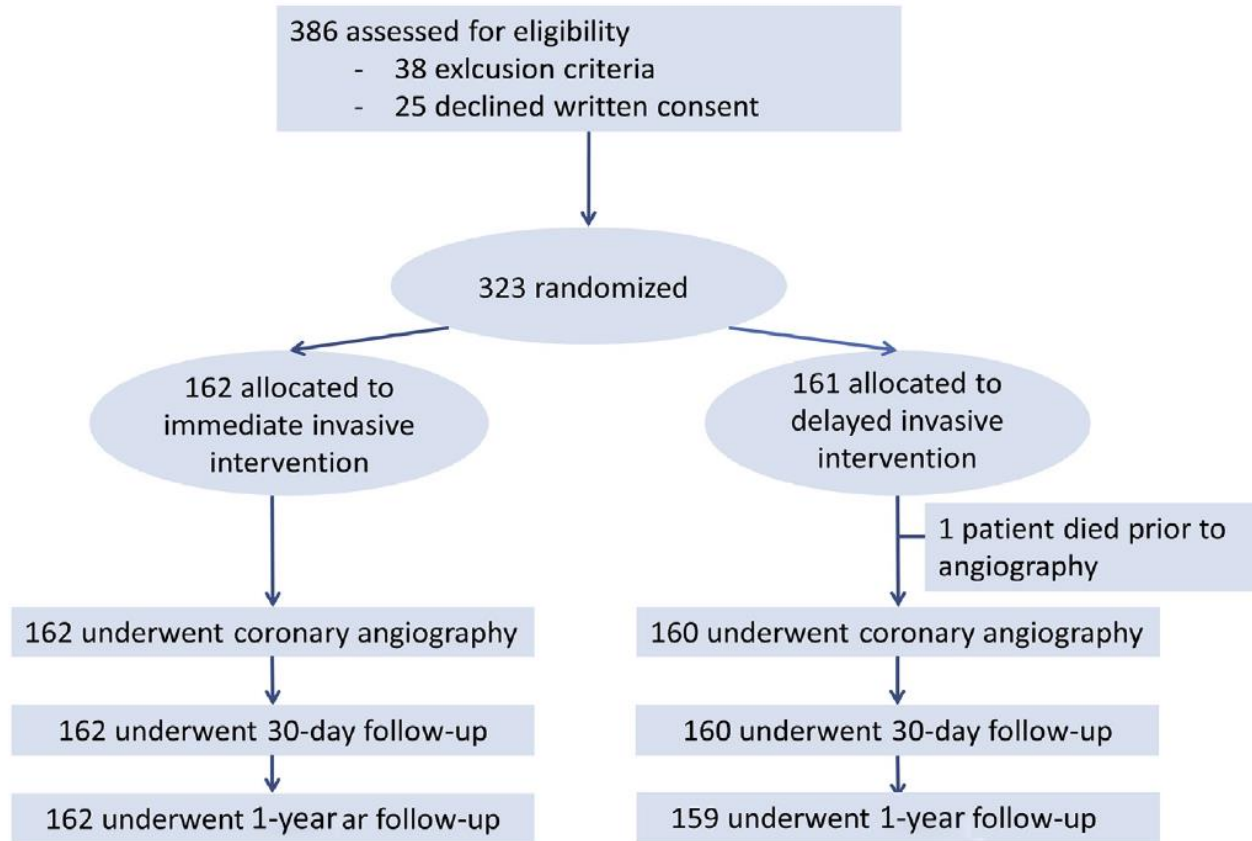 386 assessed for eligibility
- 38 exlcusion criteria
- 25 declined written consent
323 randomized
162 allocated to
immediate invasive
intervention
161 allocated to
delayed invasive
intervention
1 patient died prior to
angiography
162 underwent coronary angiography
160 underwent coronary angiography
162 underwent 30-day follow-up
160 underwent 30-day follow-up
162 underwent 1-year ar follow-up
159 underwent 1-year follow-up